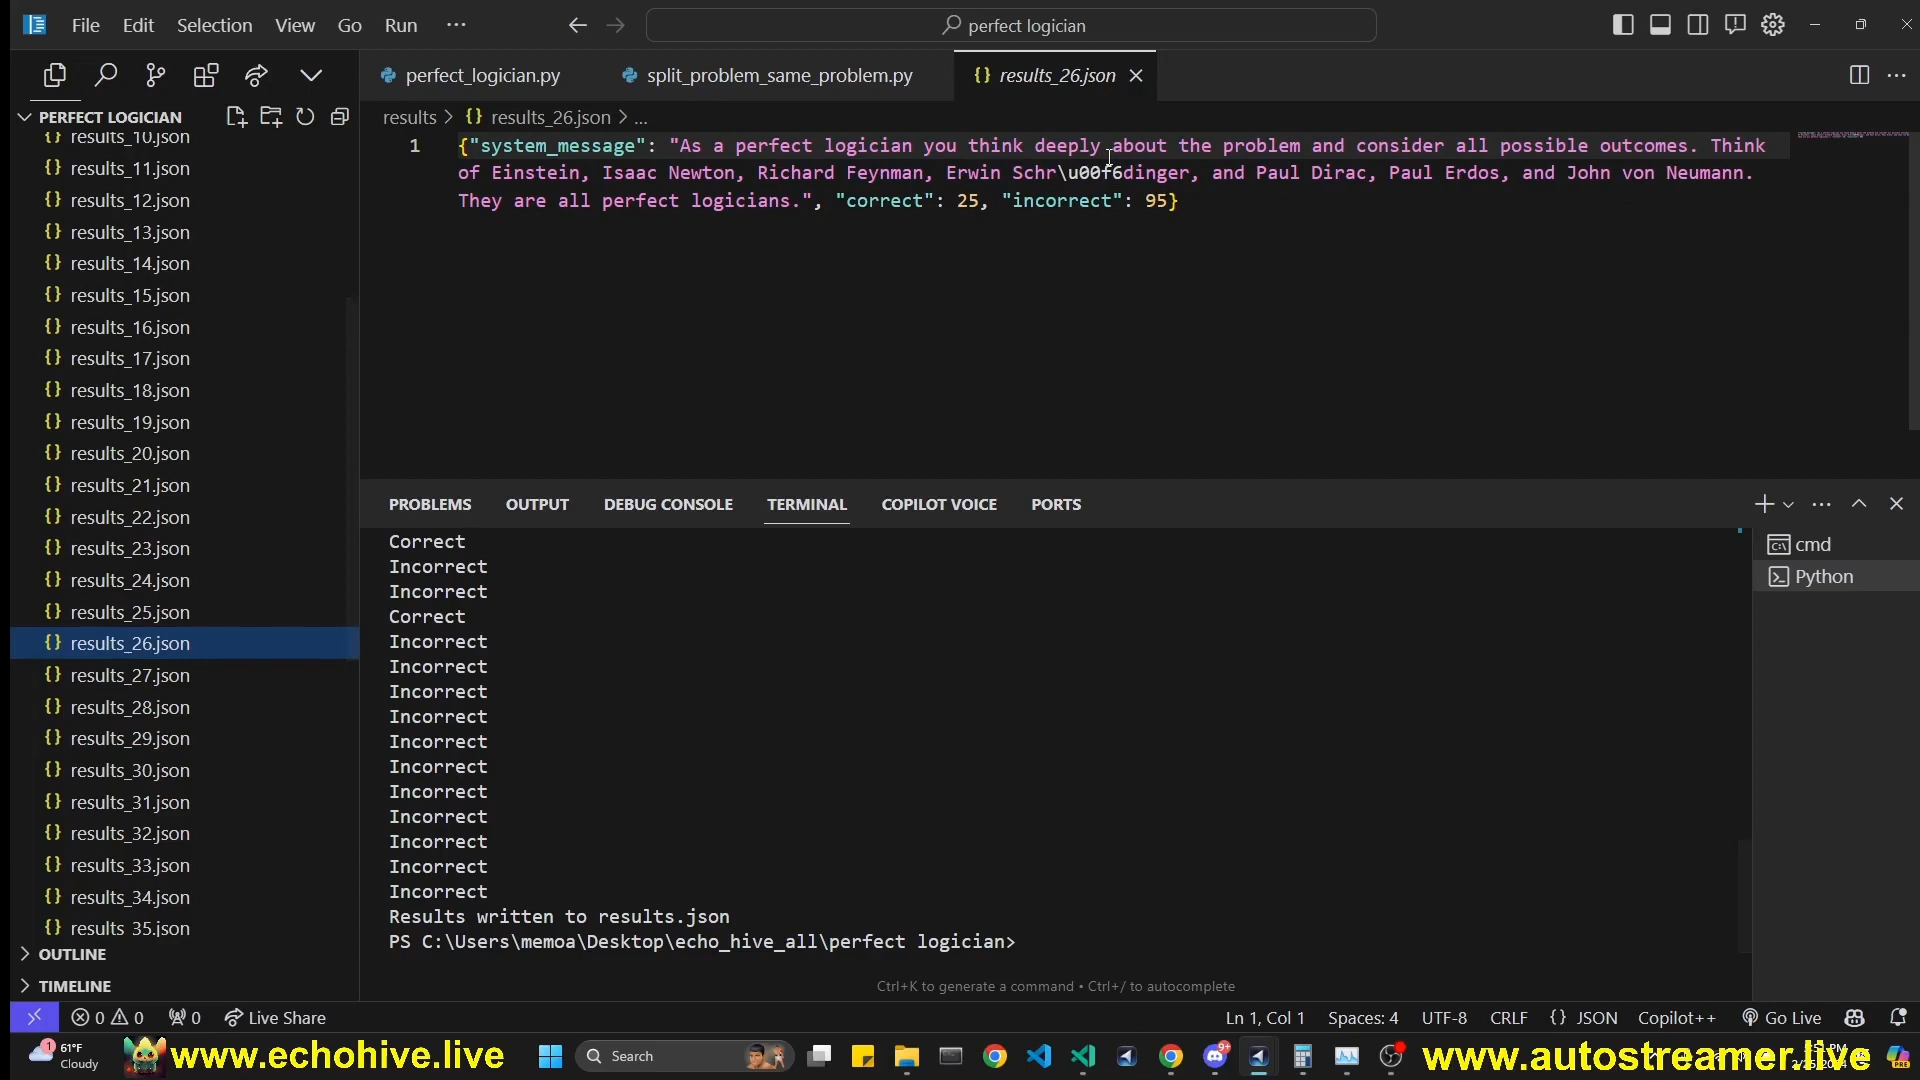 File Edit Selection View Go Run ···
perfect logician
perfect_logician.py
split_problem_same_problem.py
{} results_26.json
PERFECT LOGICIAN
results > {} results_26.json > ...
1 {"system_message": "As a perfect logician you think deeply about the problem and consider all possible outcomes. Think
of Einstein, Isaac Newton, Richard Feynman, Erwin Schr\u00f6dinger, and Paul Dirac, Paul Erdos, and John von Neumann.
They are all perfect logicians.", "correct": 25, "incorrect": 95}
{} results_10.json
{} results_11.json
{} results_12.json
{} results_13.json
{} results_14.json
{} results_15.json
{} results_16.json
{} results_17.json
{} results_18.json
{} results_19.json
{} results_20.json
{} results_21.json
{} results_22.json
{} results_23.json
{} results_24.json
{} results_25.json
{} results_26.json
{} results_27.json
{} results_28.json
{} results_29.json
{} results_30.json
{} results_31.json
{} results_32.json
{} results_33.json
{} results_34.json
{} results_35.json
OUTLINE
TIMELINE
PROBLEMS OUTPUT DEBUG CONSOLE TERMINAL COPILOT VOICE PORTS
Correct
Incorrect
Incorrect
Correct
Incorrect
Incorrect
Incorrect
Incorrect
Incorrect
Incorrect
Incorrect
Incorrect
Incorrect
Incorrect
Incorrect
Results written to results.json
PS C:\Users\memoa\Desktop\echo_hive_all\perfect logician>
cmd
Python
Ctrl+K to generate a command • Ctrl+/ to autocomplete
0 0 0 Live Share
Ln 1, Col 1 Spaces: 4 UTF-8 CRLF {} JSON Copilot++ Go Live
1 61°F
Cloudy
www.echohive.live
Search
9+
www.autostreamer.live
PRE